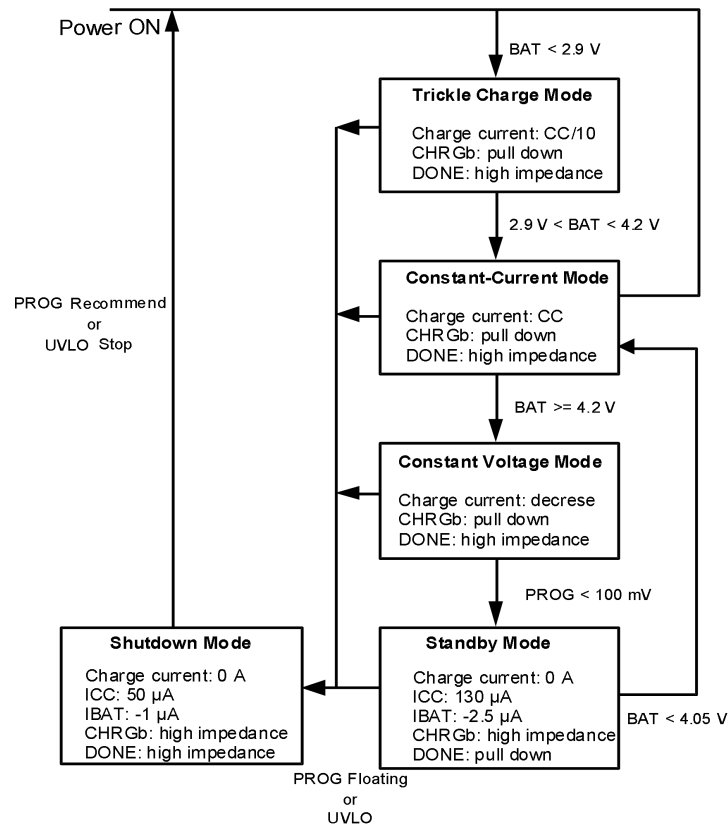 Power ON
BAT < 2.9 V
Trickle Charge Mode
Charge current: CC/10
CHRGb: pull down
DONE: high impedance
2.9 V < BAT < 4.2 V
Constant-Current Mode
Charge current: CC
CHRGb: pull down
DONE: high impedance
PROG Recommend
or
UVLO Stop
BAT >= 4.2 V
Constant Voltage Mode
Charge current: decrese
CHRGb: pull down
DONE: high impedance
PROG < 100 mV
Shutdown Mode
Charge current: 0 A
ICC: 50 µA
IBAT: -1 µA
CHRGb: high impedance
DONE: high impedance
Standby Mode
Charge current: 0 A
ICC: 130 µA
IBAT: -2.5 µA
CHRGb: high impedance
DONE: pull down
BAT < 4.05 V
PROG Floating
or
UVLO